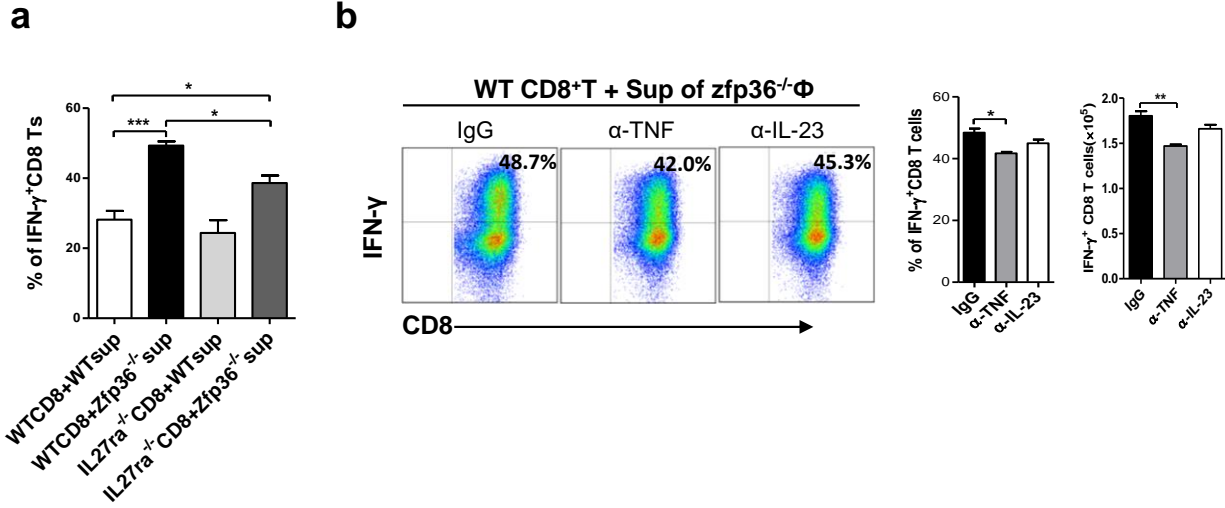 a
b
% of IFN-γ⁺CD8 Ts
60
40
20
0
*
***
*
WTCD8+WTsup
WTCD8+Zfp36⁻/⁻ sup
IL27ra⁻/⁻CD8+WTsup
IL27ra⁻/⁻CD8+Zfp36⁻/⁻ sup
WT CD8⁺T + Sup of zfp36⁻/⁻Φ
IgG α-TNF α-IL-23
48.7% 42.0% 45.3%
IFN-γ
CD8
% of IFN-γ⁺CD8 T cells
60
40
20
0
*
IgG
α-TNF
α-IL-23
IFN-γ⁺ CD8 T cells(×10⁵)
2.0
1.5
1.0
0.5
0.0
**
IgG
α-TNF
α-IL-23